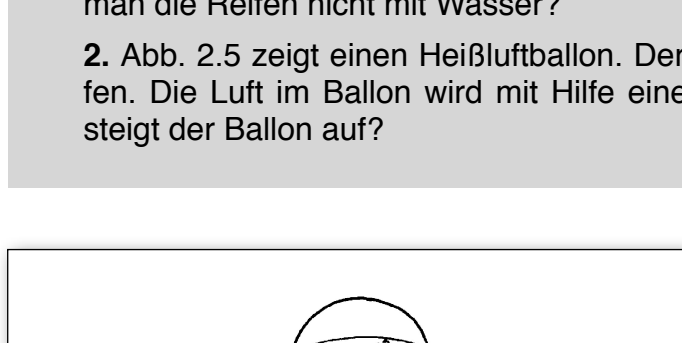 man die Reifen nicht mit Wasser?
2. Abb. 2.5 zeigt einen Heißluftballon. Der
fen. Die Luft im Ballon wird mit Hilfe eine
steigt der Ballon auf?